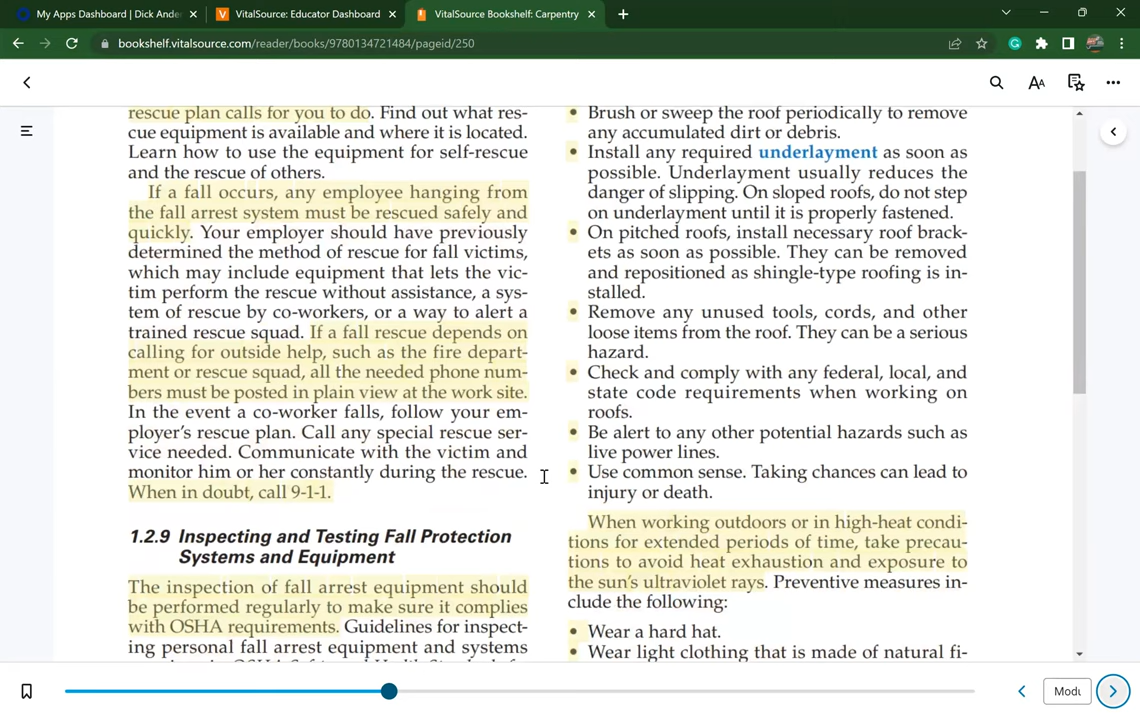 My Apps Dashboard | Dick Ander
VitalSource: Educator Dashboard
VitalSource Bookshelf: Carpentry
bookshelf.vitalsource.com/reader/books/9780134721484/pageid/250
rescue plan calls for you to do. Find out what res-
cue equipment is available and where it is located.
Learn how to use the equipment for self-rescue
and the rescue of others.
If a fall occurs, any employee hanging from
the fall arrest system must be rescued safely and
quickly. Your employer should have previously
determined the method of rescue for fall victims,
which may include equipment that lets the vic-
tim perform the rescue without assistance, a sys-
tem of rescue by co-workers, or a way to alert a
trained rescue squad. If a fall rescue depends on
calling for outside help, such as the fire depart-
ment or rescue squad, all the needed phone num-
bers must be posted in plain view at the work site.
In the event a co-worker falls, follow your em-
ployer's rescue plan. Call any special rescue ser-
vice needed. Communicate with the victim and
monitor him or her constantly during the rescue.
When in doubt, call 9-1-1.
1.2.9 Inspecting and Testing Fall Protection
Systems and Equipment
The inspection of fall arrest equipment should
be performed regularly to make sure it complies
with OSHA requirements. Guidelines for inspect-
ing personal fall arrest equipment and systems
• Brush or sweep the roof periodically to remove
any accumulated dirt or debris.
• Install any required underlayment as soon as
possible. Underlayment usually reduces the
danger of slipping. On sloped roofs, do not step
on underlayment until it is properly fastened.
• On pitched roofs, install necessary roof brack-
ets as soon as possible. They can be removed
and repositioned as shingle-type roofing is in-
stalled.
• Remove any unused tools, cords, and other
loose items from the roof. They can be a serious
hazard.
• Check and comply with any federal, local, and
state code requirements when working on
roofs.
• Be alert to any other potential hazards such as
live power lines.
• Use common sense. Taking chances can lead to
injury or death.
When working outdoors or in high-heat condi-
tions for extended periods of time, take precau-
tions to avoid heat exhaustion and exposure to
the sun's ultraviolet rays. Preventive measures in-
clude the following:
• Wear a hard hat.
• Wear light clothing that is made of natural fi-
Modu